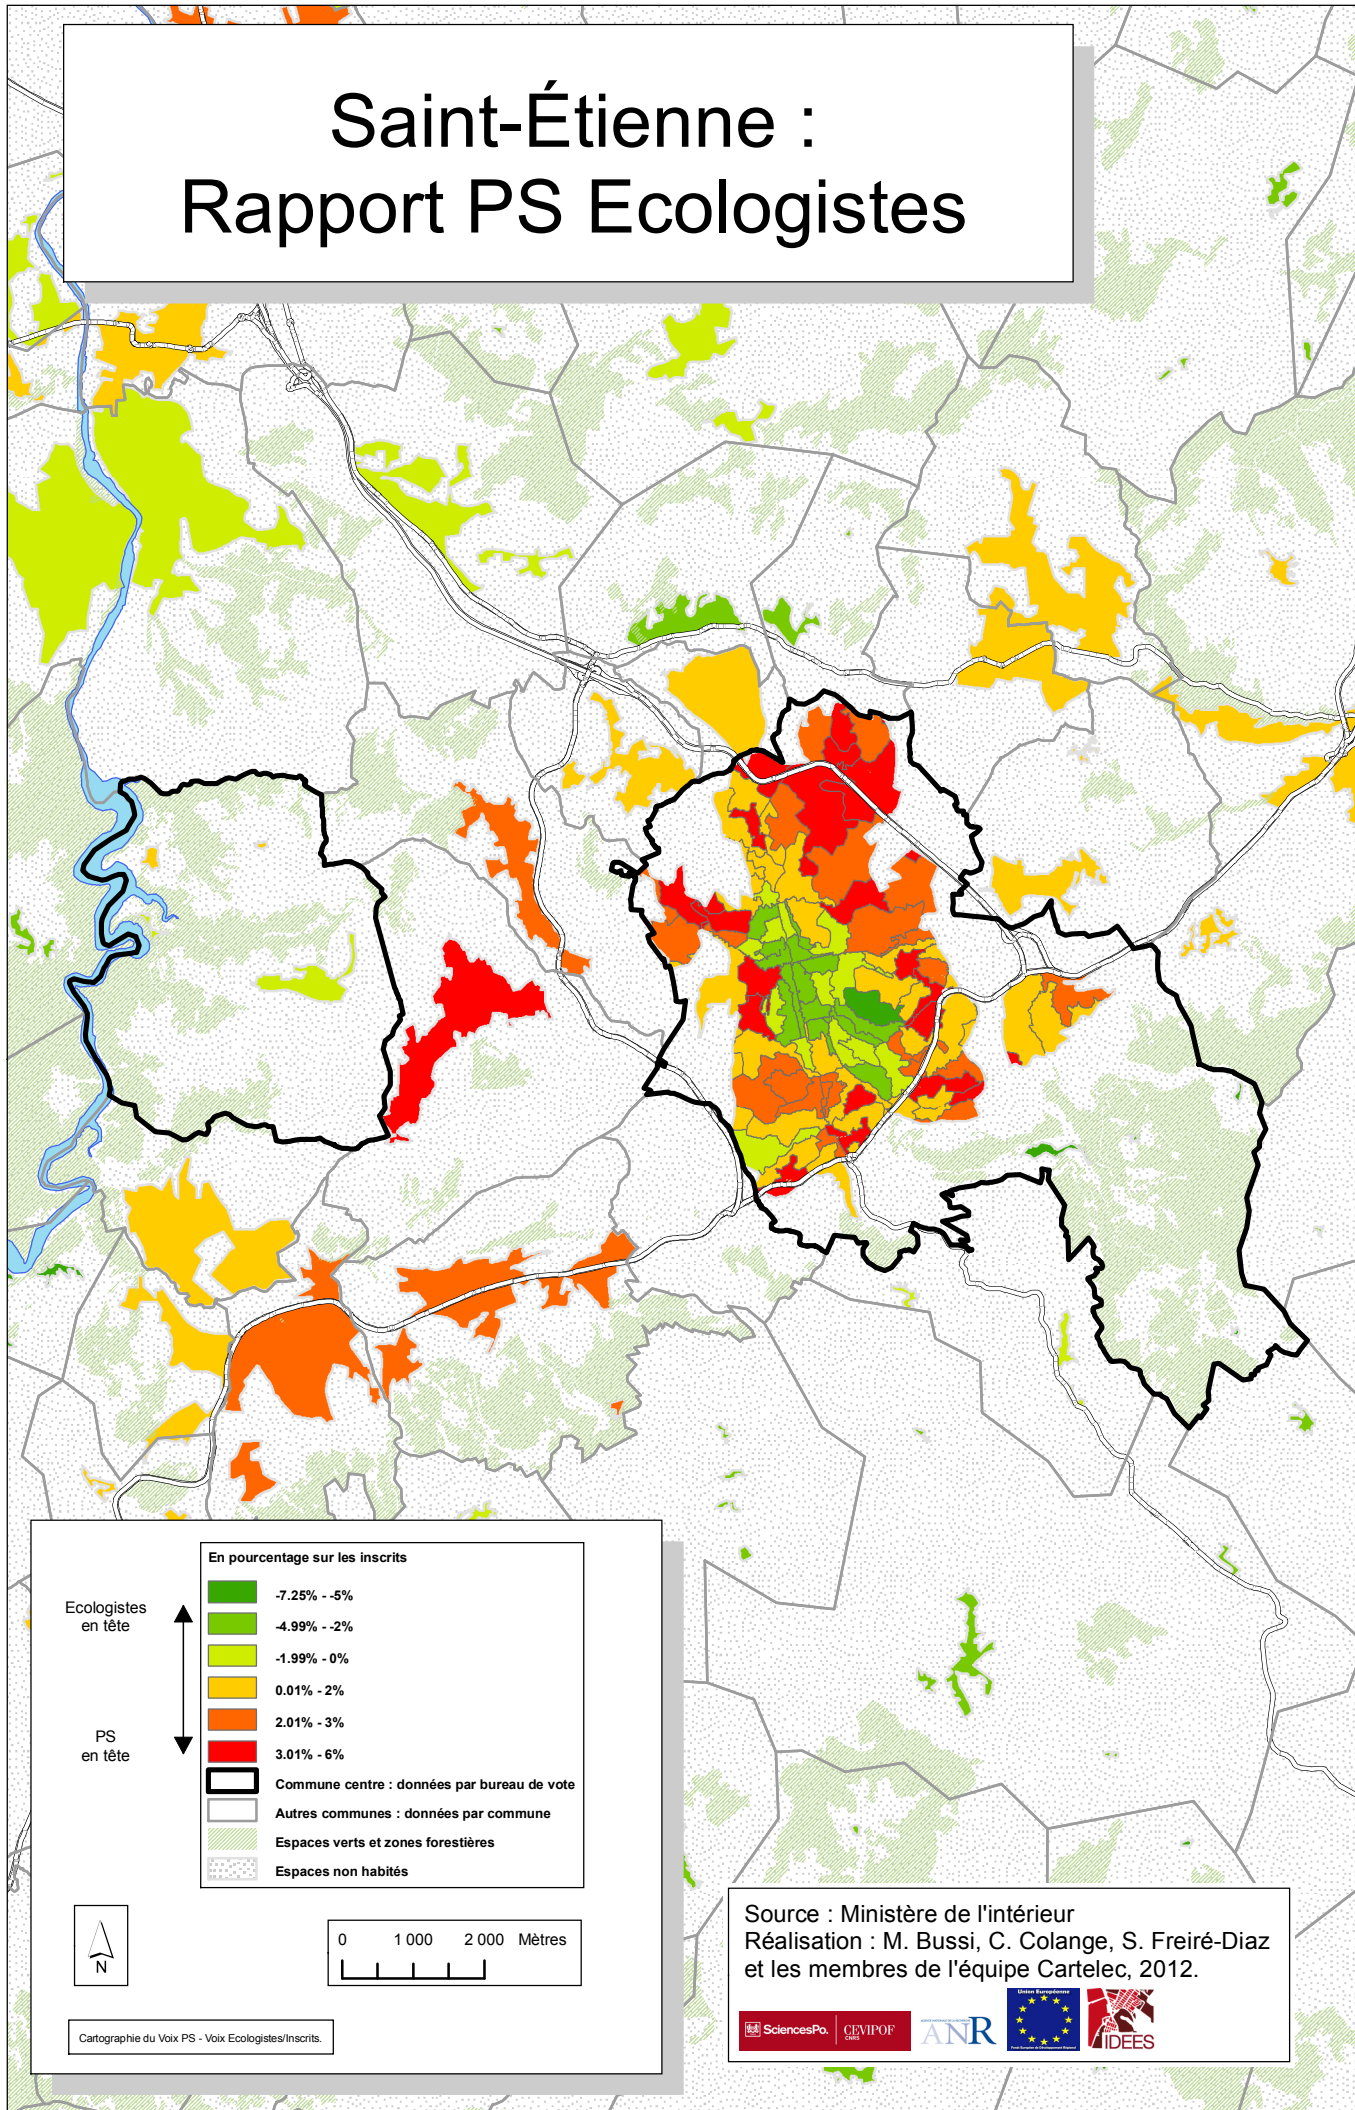 Saint-Étienne :
Rapport PS Ecologistes
En pourcentage sur les inscrits
Ecologistes
en tête
PS
en tête
-7.25% - -5%
-4.99% - -2%
-1.99% - 0%
0.01% - 2%
2.01% - 3%
3.01% - 6%
Commune centre : données par bureau de vote
Autres communes : données par commune
Espaces verts et zones forestières
Espaces non habités
N
0 1 000 2 000 Mètres
Cartographie du Voix PS - Voix Ecologistes/Inscrits.
Source : Ministère de l'intérieur
Réalisation : M. Bussi, C. Colange, S. Freiré-Diaz
et les membres de l'équipe Cartelec, 2012.
SciencesPo.
CEVIPOF
CNRS
ANR
Union Européenne
IDEES